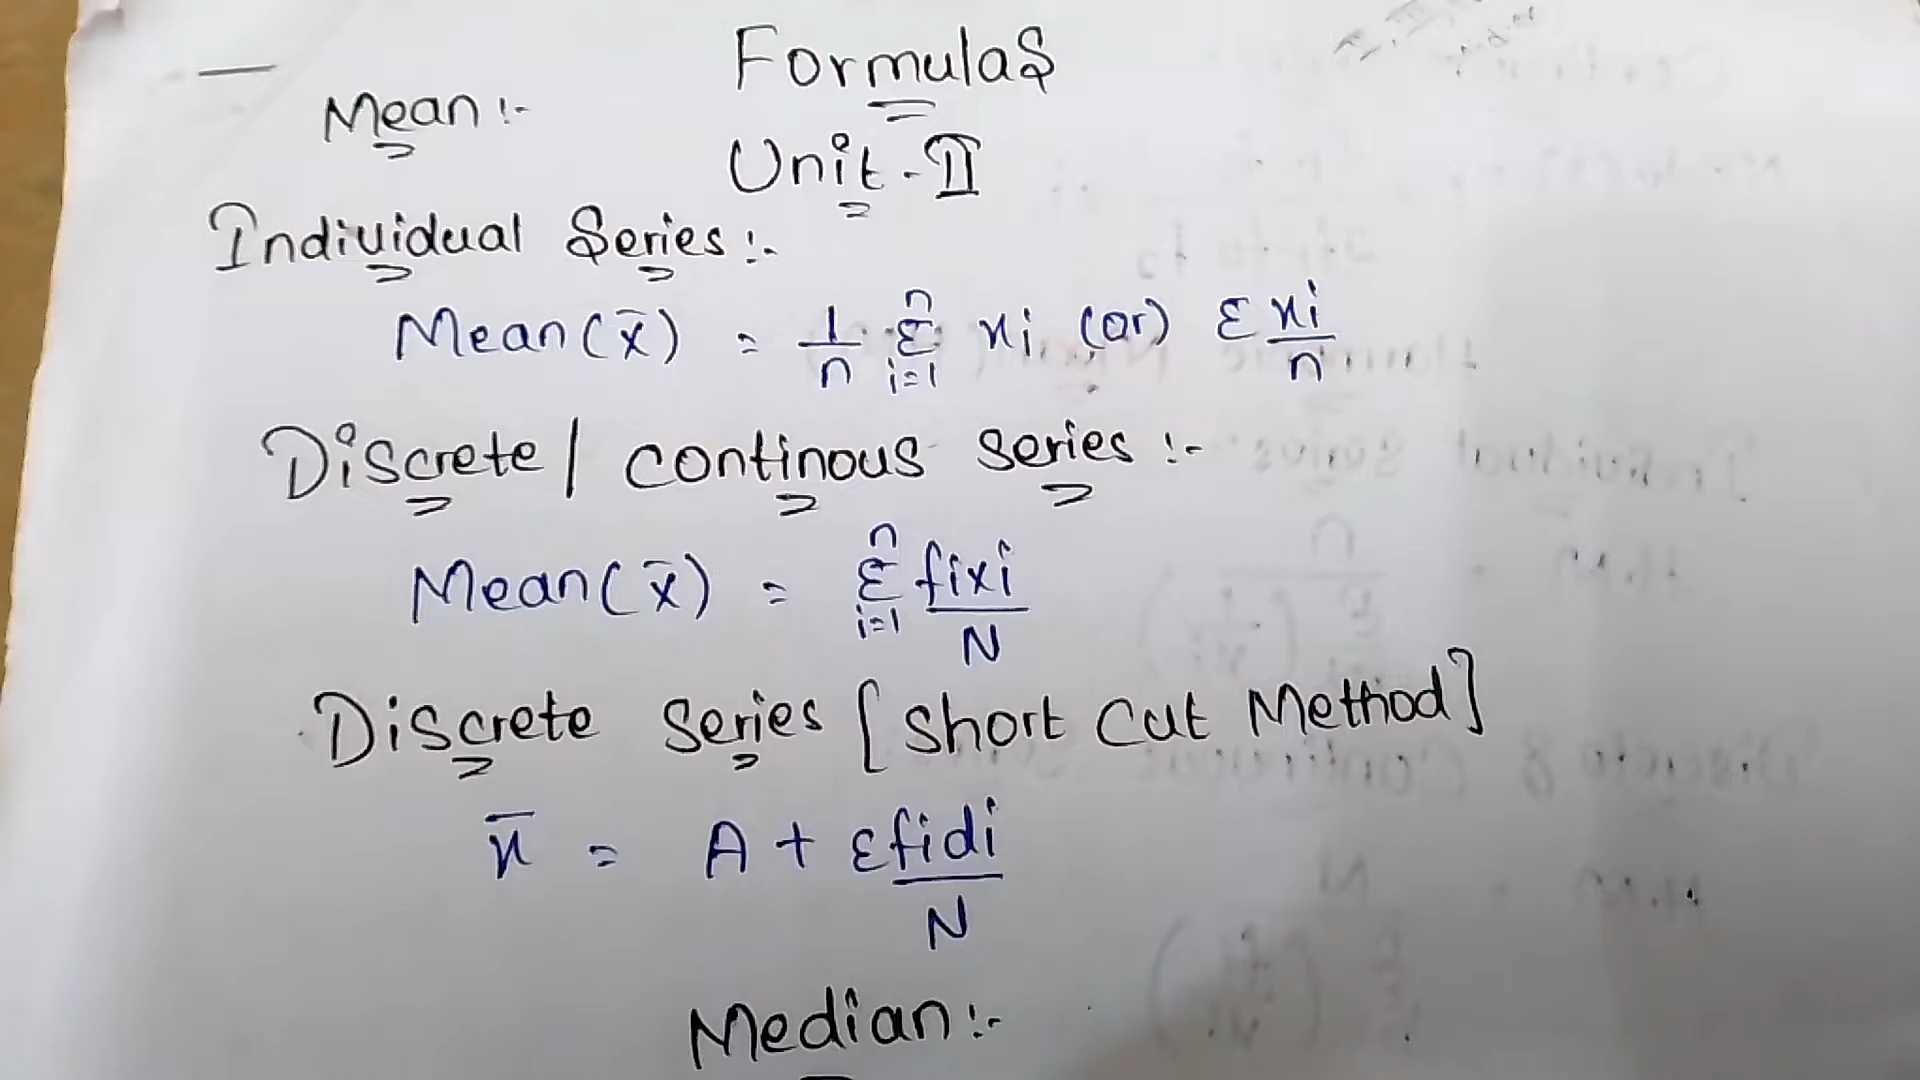 Formulas
Mean :-
Unit-II
Individual Series :-
Mean(x̄) = 1/n Σ_{i=1}^{n} xi (or) Σ xi/n
Discrete / continous series :-
Mean(x̄) = Σ_{i=1}^{n} fixi/N
Discrete Series [Short Cut Method]
x̄ = A + Σfidi/N
Median :-